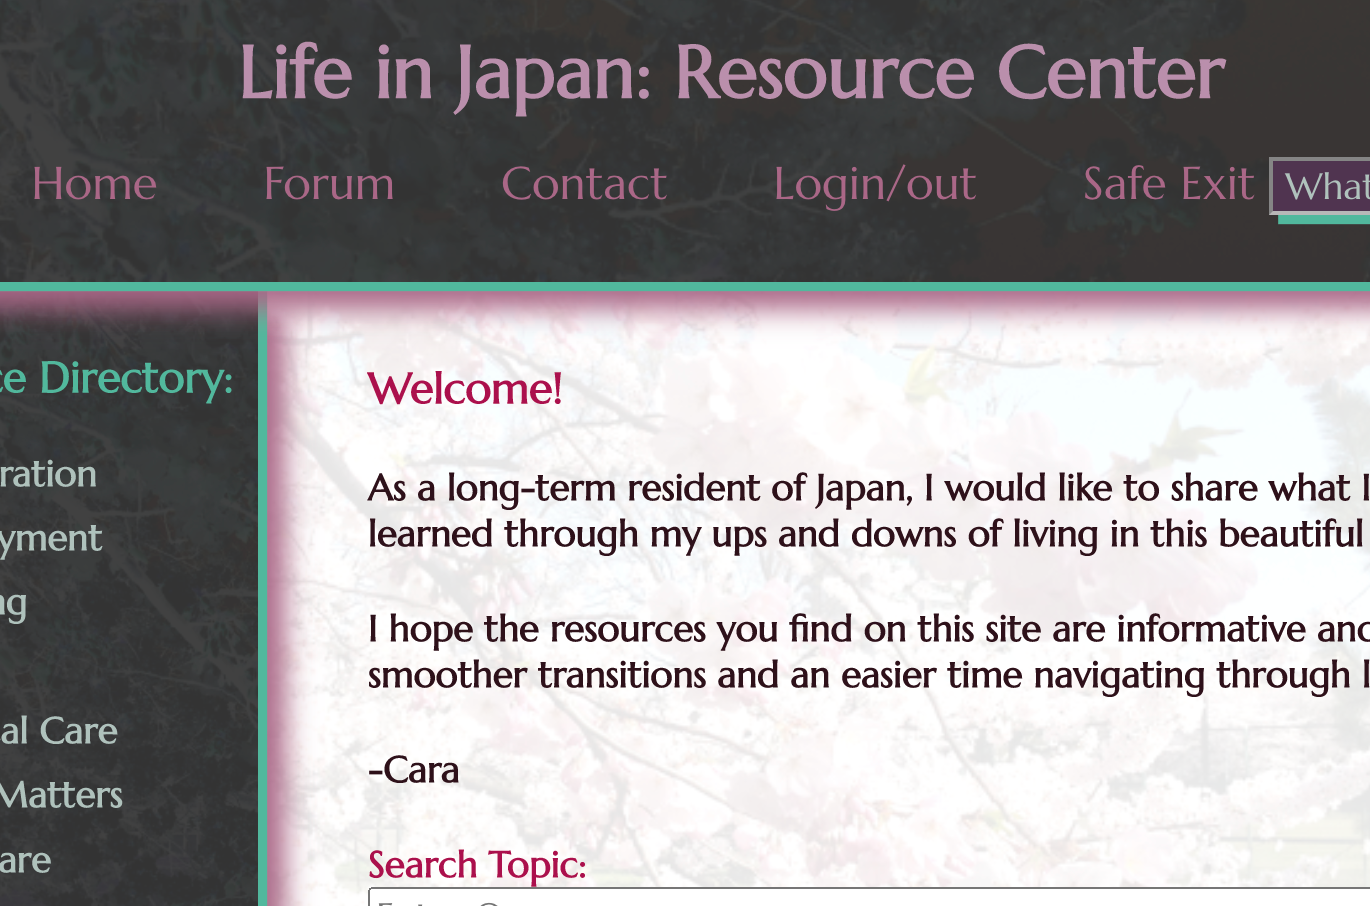 Life in Japan: Resource Center
Home Forum Contact Login/out Safe Exit What
Directory:
ration
yment
ng
al Care
Matters
are
Welcome!
As a long-term resident of Japan, I would like to share what I
learned through my ups and downs of living in this beautiful
I hope the resources you find on this site are informative and
smoother transitions and an easier time navigating through l
-Cara
Search Topic: